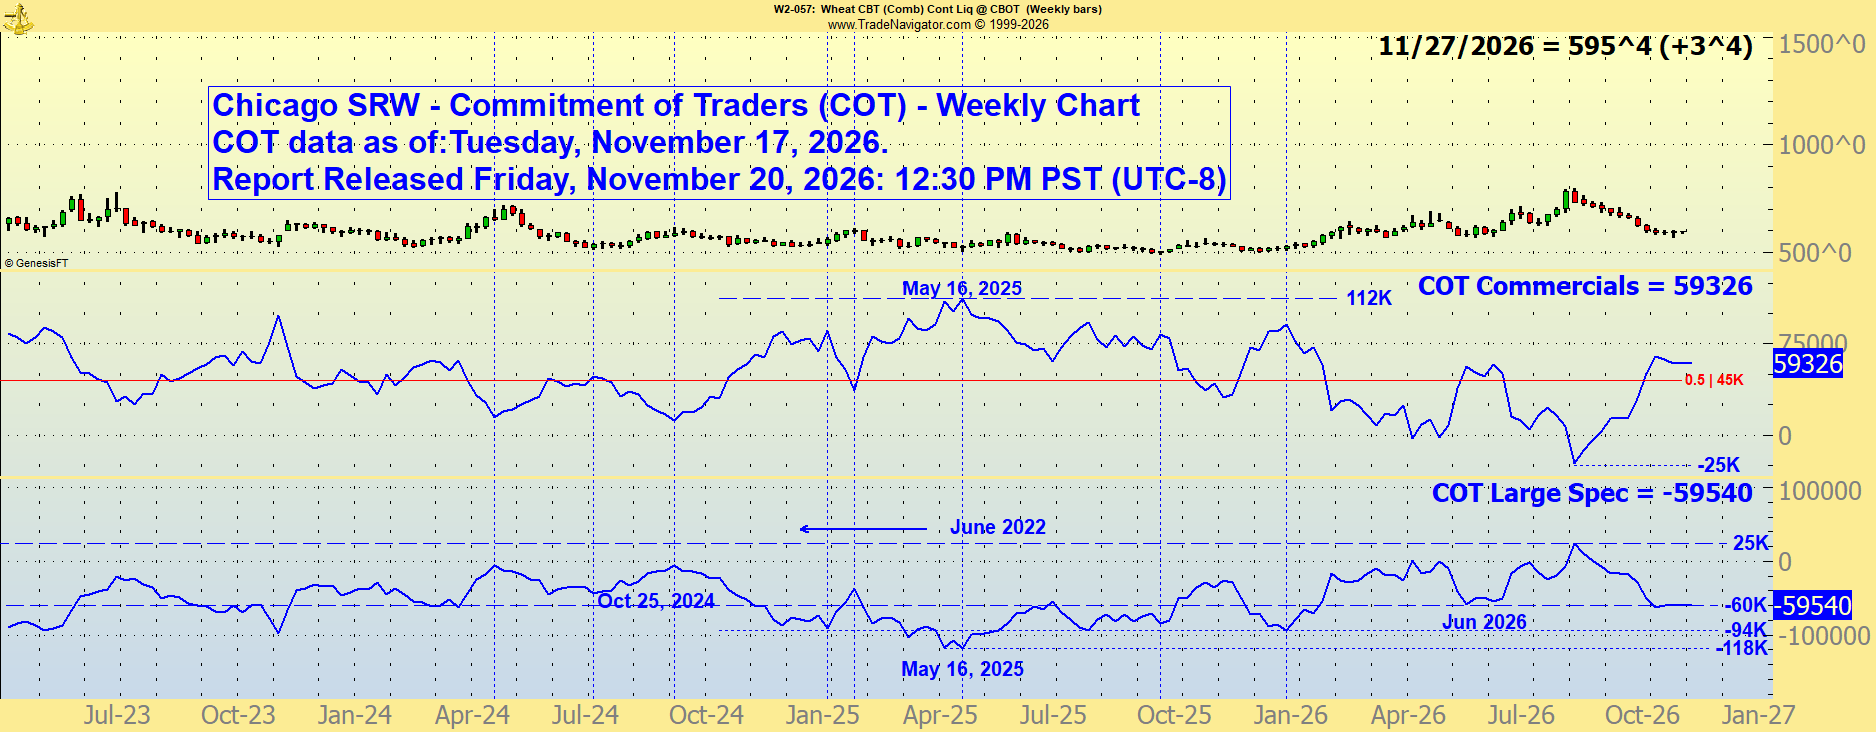 W2-057: Wheat CBT (Comb) Cont Liq @ CBOT (Weekly bars)
www.TradeNavigator.com © 1999-2026
11/27/2026 = 595^4 (+3^4)
1500^0
Chicago SRW - Commitment of Traders (COT) - Weekly Chart
COT data as of:Tuesday, November 17, 2026.
Report Released Friday, November 20, 2026: 12:30 PM PST (UTC-8)
1000^0
500^0
© GenesisFT
COT Commercials = 59326
May 16, 2025
112K
75000
59326
0.5 | 45K
0
-25K
COT Large Spec = -59540
100000
June 2022
25K
0
Oct 25, 2024
-60K
-59540
Jun 2026
-94K
-100000
-118K
May 16, 2025
Jul-23 Oct-23 Jan-24 Apr-24 Jul-24 Oct-24 Jan-25 Apr-25 Jul-25 Oct-25 Jan-26 Apr-26 Jul-26 Oct-26 Jan-27